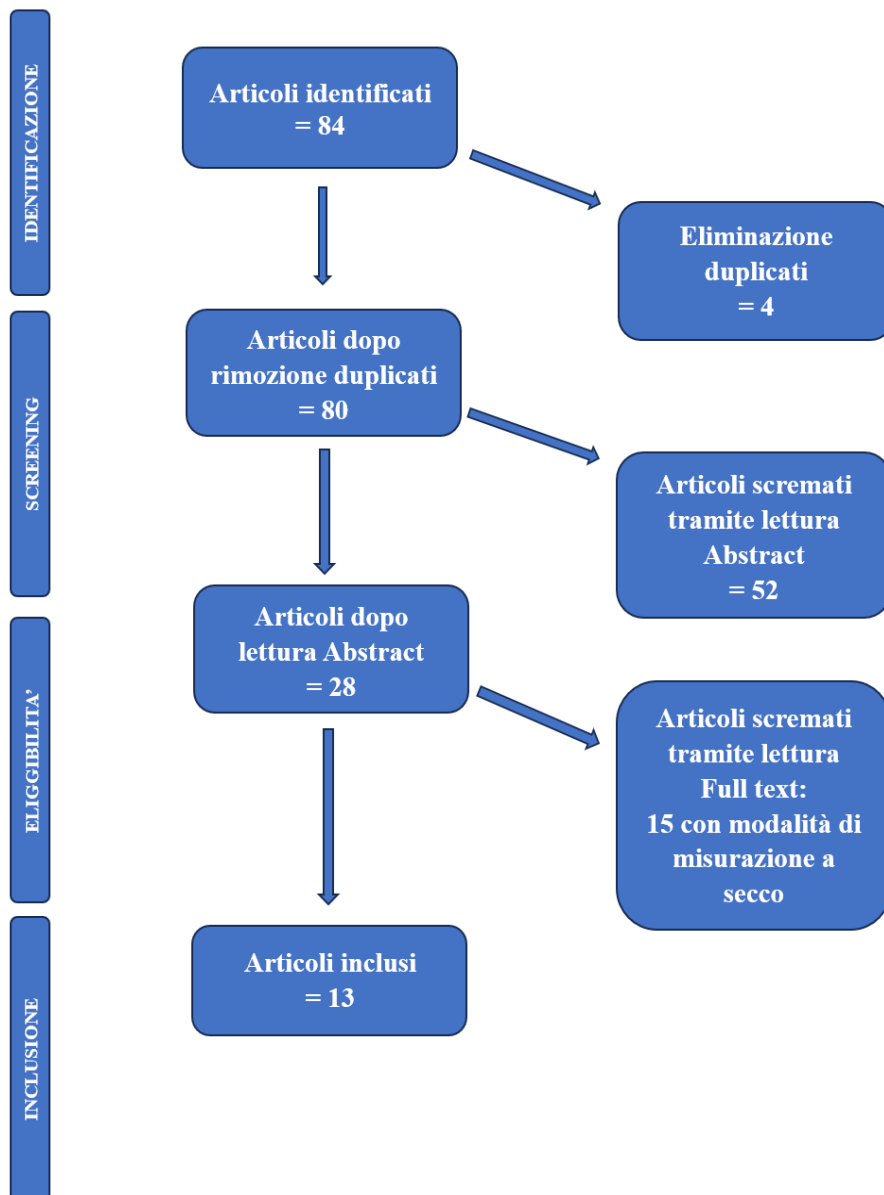 IDENTIFICAZIONE
Articoli identificati
= 84
Eliminazione
duplicati
= 4
SCREENING
Articoli dopo
rimozione duplicati
= 80
Articoli scremati
tramite lettura
Abstract
= 52
ELIGGIBILITA’
Articoli dopo
lettura Abstract
= 28
Articoli scremati
tramite lettura
Full text:
15 con modalità di
misurazione a
secco
INCLUSIONE
Articoli inclusi
= 13